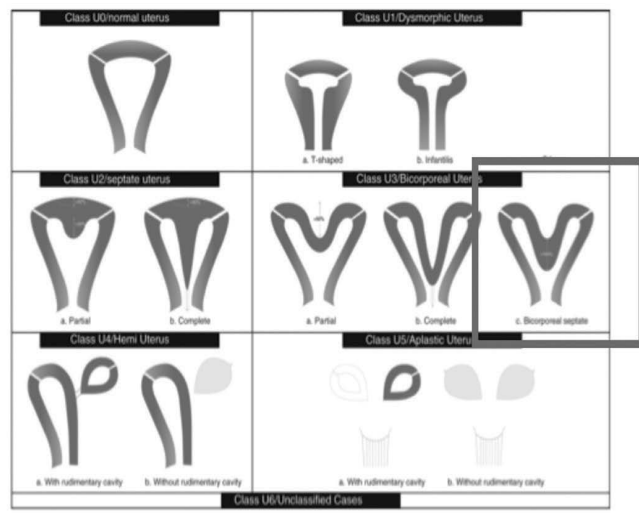 Class U0/normal uterus
Class U1/Dysmorphic Uterus
a. T-shaped
b. Infantilis
Class U2/septate uterus
Class U3/Bicorporeal Uterus
a. Partial
b. Complete
a. Partial
b. Complete
c. Bicorporeal septate
Class U4/Hemi Uterus
Class U5/Aplastic Uterus
a. With rudimentary cavity
b. Without rudimentary cavity
a. With rudimentary cavity
b. Without rudimentary cavity
Class U6/Unclassified Cases